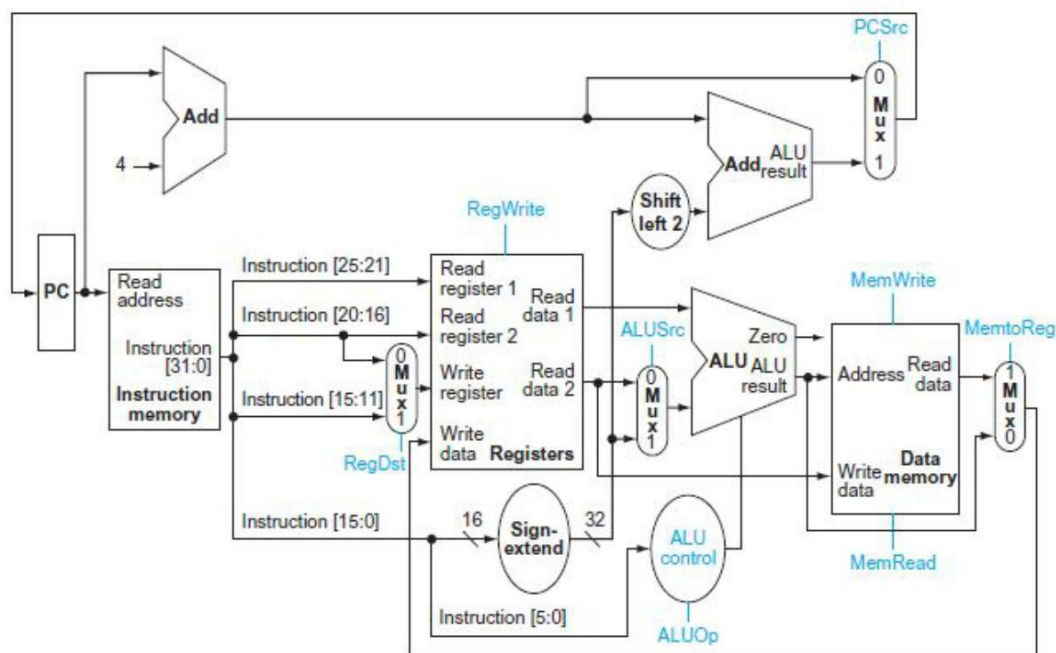 PCSrc
0
Mux
1
Add
4
Add
ALU
result
Shift
left 2
RegWrite
PC
Read
address
Instruction
[31:0]
Instruction
memory
Instruction [25:21]
Instruction [20:16]
Instruction [15:11]
0
Mux
1
RegDst
Read
register 1
Read
register 2
Write
register
Write
data
Read
data 1
Read
data 2
Registers
ALUSrc
0
Mux
1
Zero
ALU
ALU
result
MemWrite
Address
Read
data
Write
data
Data
memory
MemRead
MemtoReg
1
Mux
0
Instruction [15:0]
16
Sign-
extend
32
ALU
control
Instruction [5:0]
ALUOp